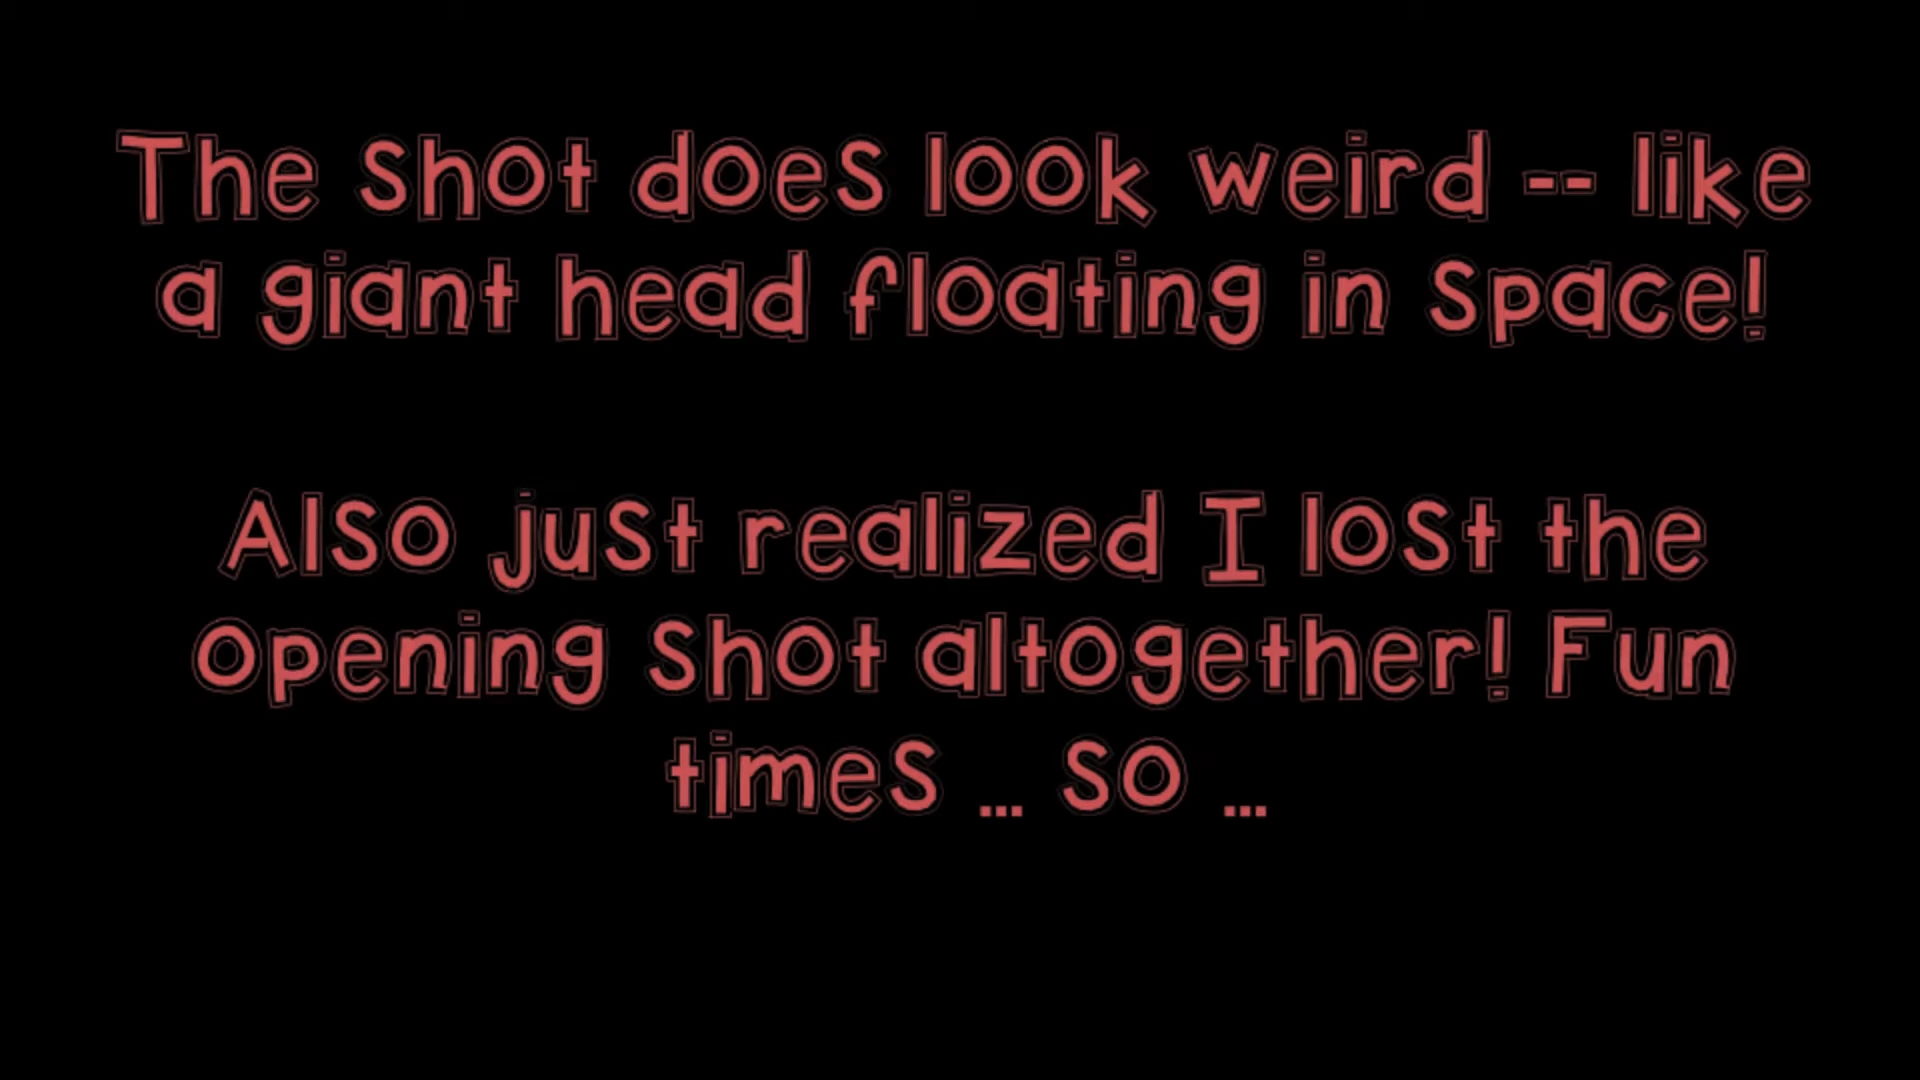 The shot does look weird -- like
a giant head floating in space!
Also just realized I lost the
opening shot altogether! Fun
times ... so ...